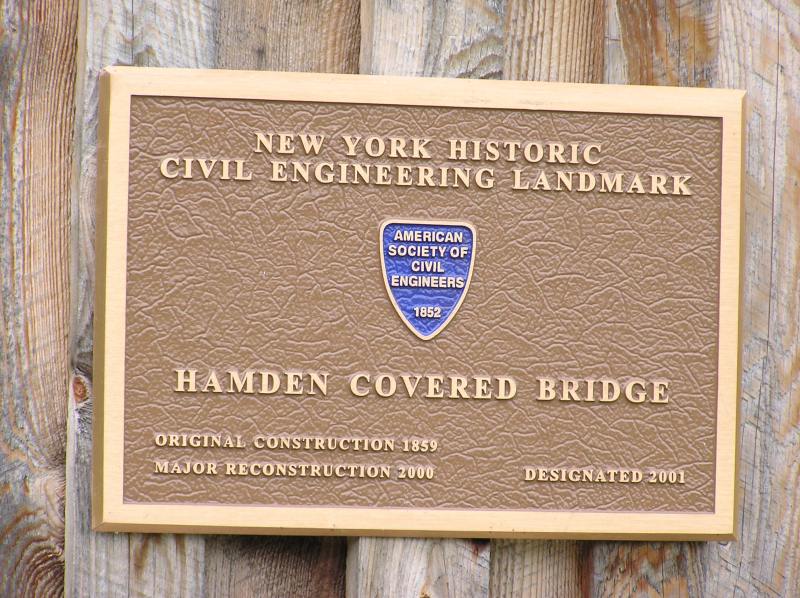 NEW YORK HISTORIC
CIVIL ENGINEERING LANDMARK
AMERICAN
SOCIETY OF
CIVIL
ENGINEERS
1852
HAMDEN COVERED BRIDGE
ORIGINAL CONSTRUCTION 1859
MAJOR RECONSTRUCTION 2000
DESIGNATED 2001